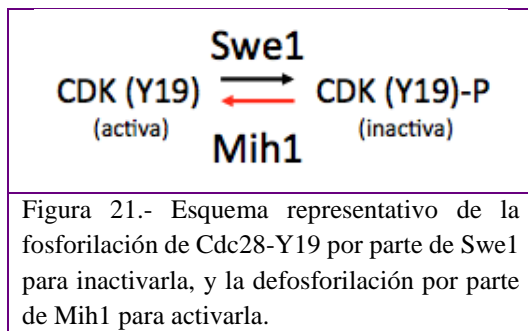 Swe1
CDK (Y19) CDK (Y19)-P
(activa) (inactiva)
Mih1
Figura 21.- Esquema representativo de la
fosforilación de Cdc28-Y19 por parte de Swe1
para inactivarla, y la defosforilación por parte
de Mih1 para activarla.